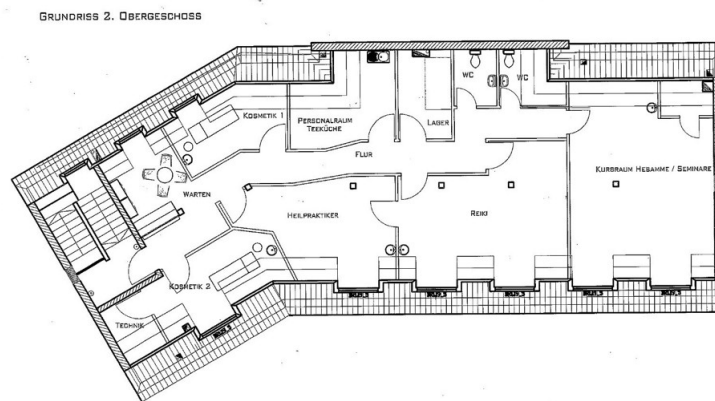 GRUNDRISS 2. OBERGESCHOSS
WC
WC
KOSMETIK 1
PERSONALRAUM
TEEKÜCHE
LAGER
FLUR
KURSRAUM HEBAMME / SEMINARE
WARTEN
HEILPRAKTIKER
REIKI
KOSMETIK 2
TECHNIK